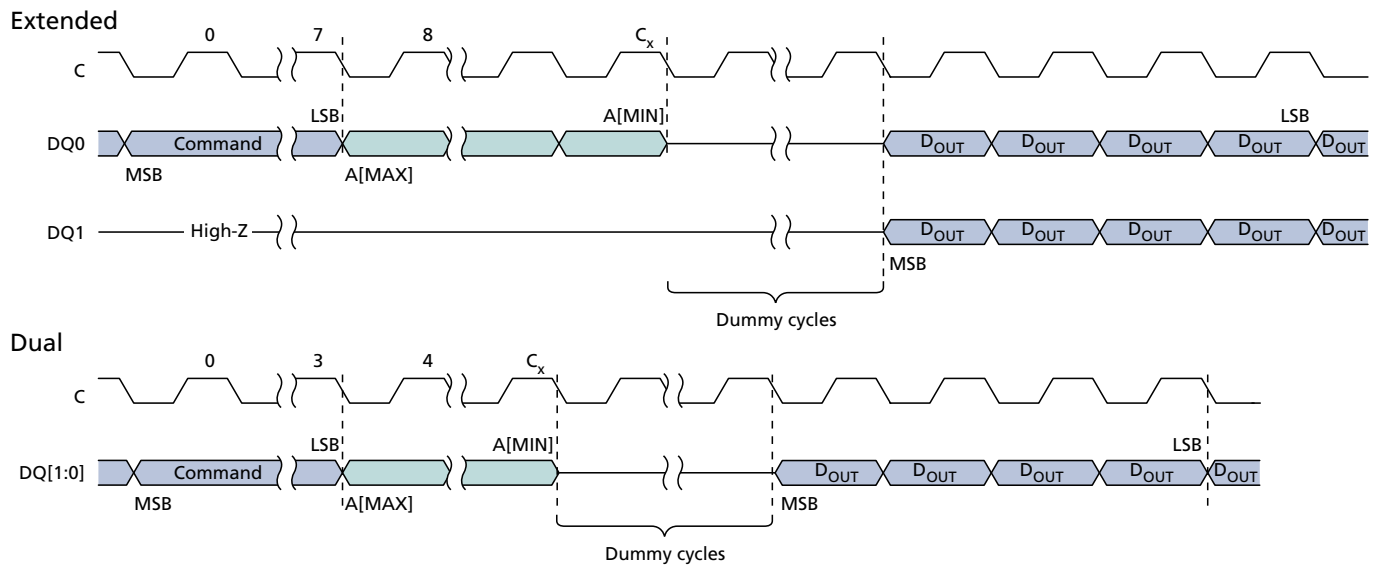 Extended
0 7 8 Cx
C
LSB A[MIN] LSB
DQ0 Command DOUT DOUT DOUT DOUT DOUT
MSB A[MAX]
DQ1 High-Z DOUT DOUT DOUT DOUT DOUT
MSB
Dummy cycles
Dual
0 3 4 Cx
C
LSB A[MIN] LSB
DQ[1:0] Command DOUT DOUT DOUT DOUT DOUT
MSB A[MAX] MSB
Dummy cycles